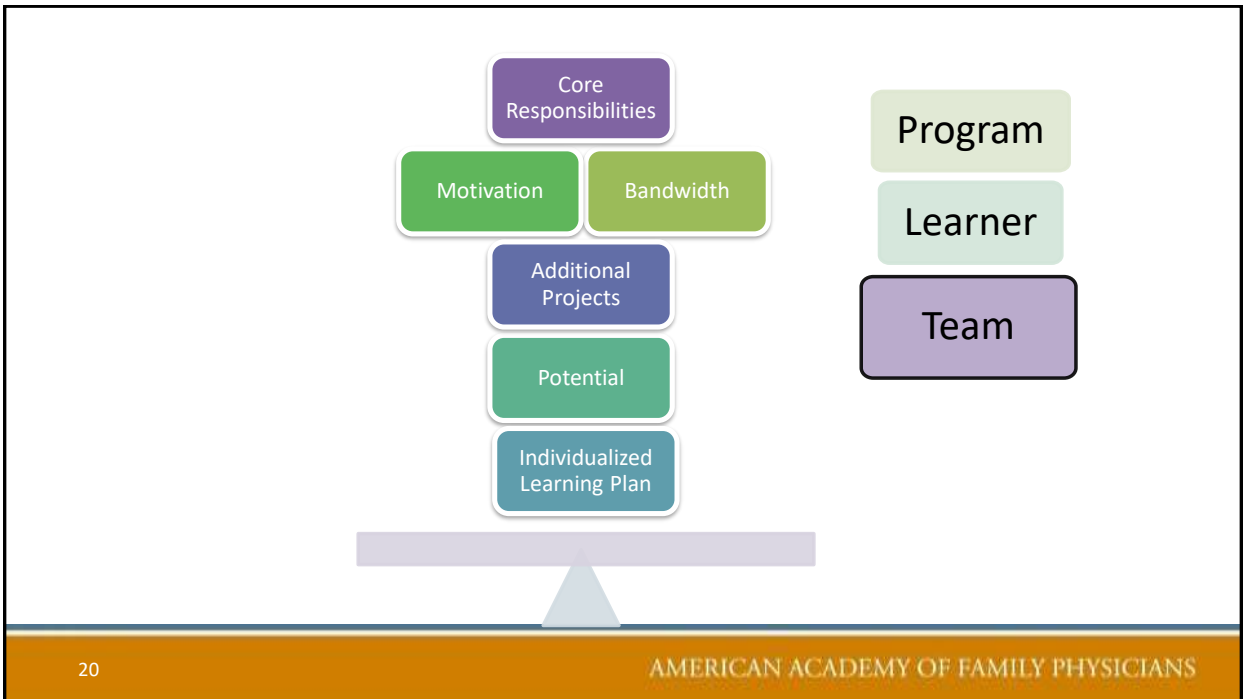 Core
Responsibilities
Motivation
Bandwidth
Additional
Projects
Potential
Individualized
Learning Plan
Program
Learner
Team
20
AMERICAN ACADEMY OF FAMILY PHYSICIANS